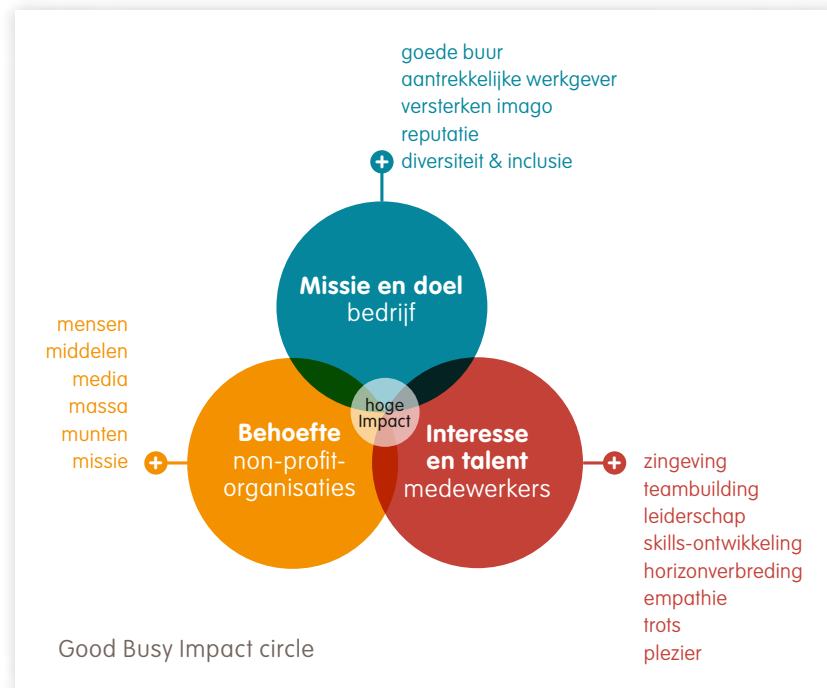 goede buur
aantrekkelijke werkgever
versterken imago
reputatie
diversiteit & inclusie
Missie en doel
bedrijf
mensen
middelen
media
massa
munten
missie
hoge
Impact
Behoefte
non-profit-
organisaties
Interesse
en talent
medewerkers
zingeving
teambuilding
leiderschap
skills-ontwikkeling
horizonverbreding
empathie
trots
plezier
Good Busy Impact circle